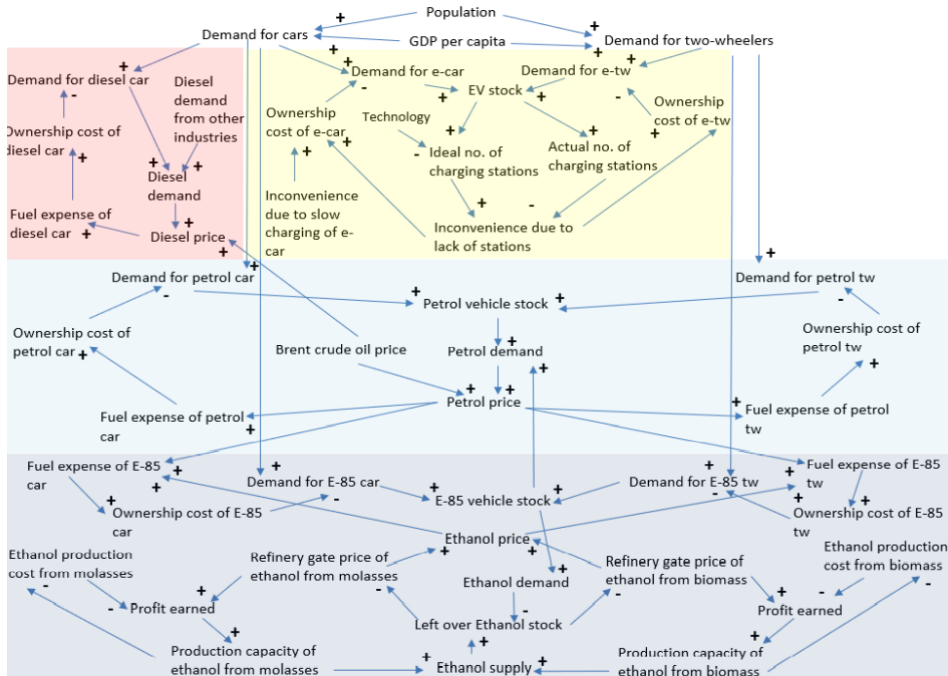 Population
Demand for cars
GDP per capita
Demand for two-wheelers
Demand for diesel car
Diesel
demand
from other
industries
Ownership cost of
diesel car
Diesel
demand
Fuel expense of
diesel car
Diesel price
Demand for e-car
Demand for e-tw
EV stock
Ownership
cost of e-car
Technology
Ownership
cost of e-tw
Ideal no. of
charging stations
Actual no. of
charging stations
Inconvenience
due to slow
charging of e-
car
Inconvenience due to
lack of stations
Demand for petrol car
Demand for petrol tw
Petrol vehicle stock
Ownership cost of
petrol car
Brent crude oil price
Petrol demand
Ownership cost of
petrol tw
Petrol price
Fuel expense of petrol
car
Fuel expense of petrol
tw
Fuel expense of E-85
car
Demand for E-85 car
E-85 vehicle stock
Demand for E-85 tw
Fuel expense of E-85
tw
Ownership cost of E-85
car
Ownership cost of E-85
tw
Ethanol price
Ethanol production
cost from molasses
Refinery gate price of
ethanol from molasses
Ethanol demand
Refinery gate price of
ethanol from biomass
Ethanol production
cost from biomass
Profit earned
Left over Ethanol stock
Profit earned
Production capacity of
ethanol from molasses
Ethanol supply
Production capacity of
ethanol from biomass